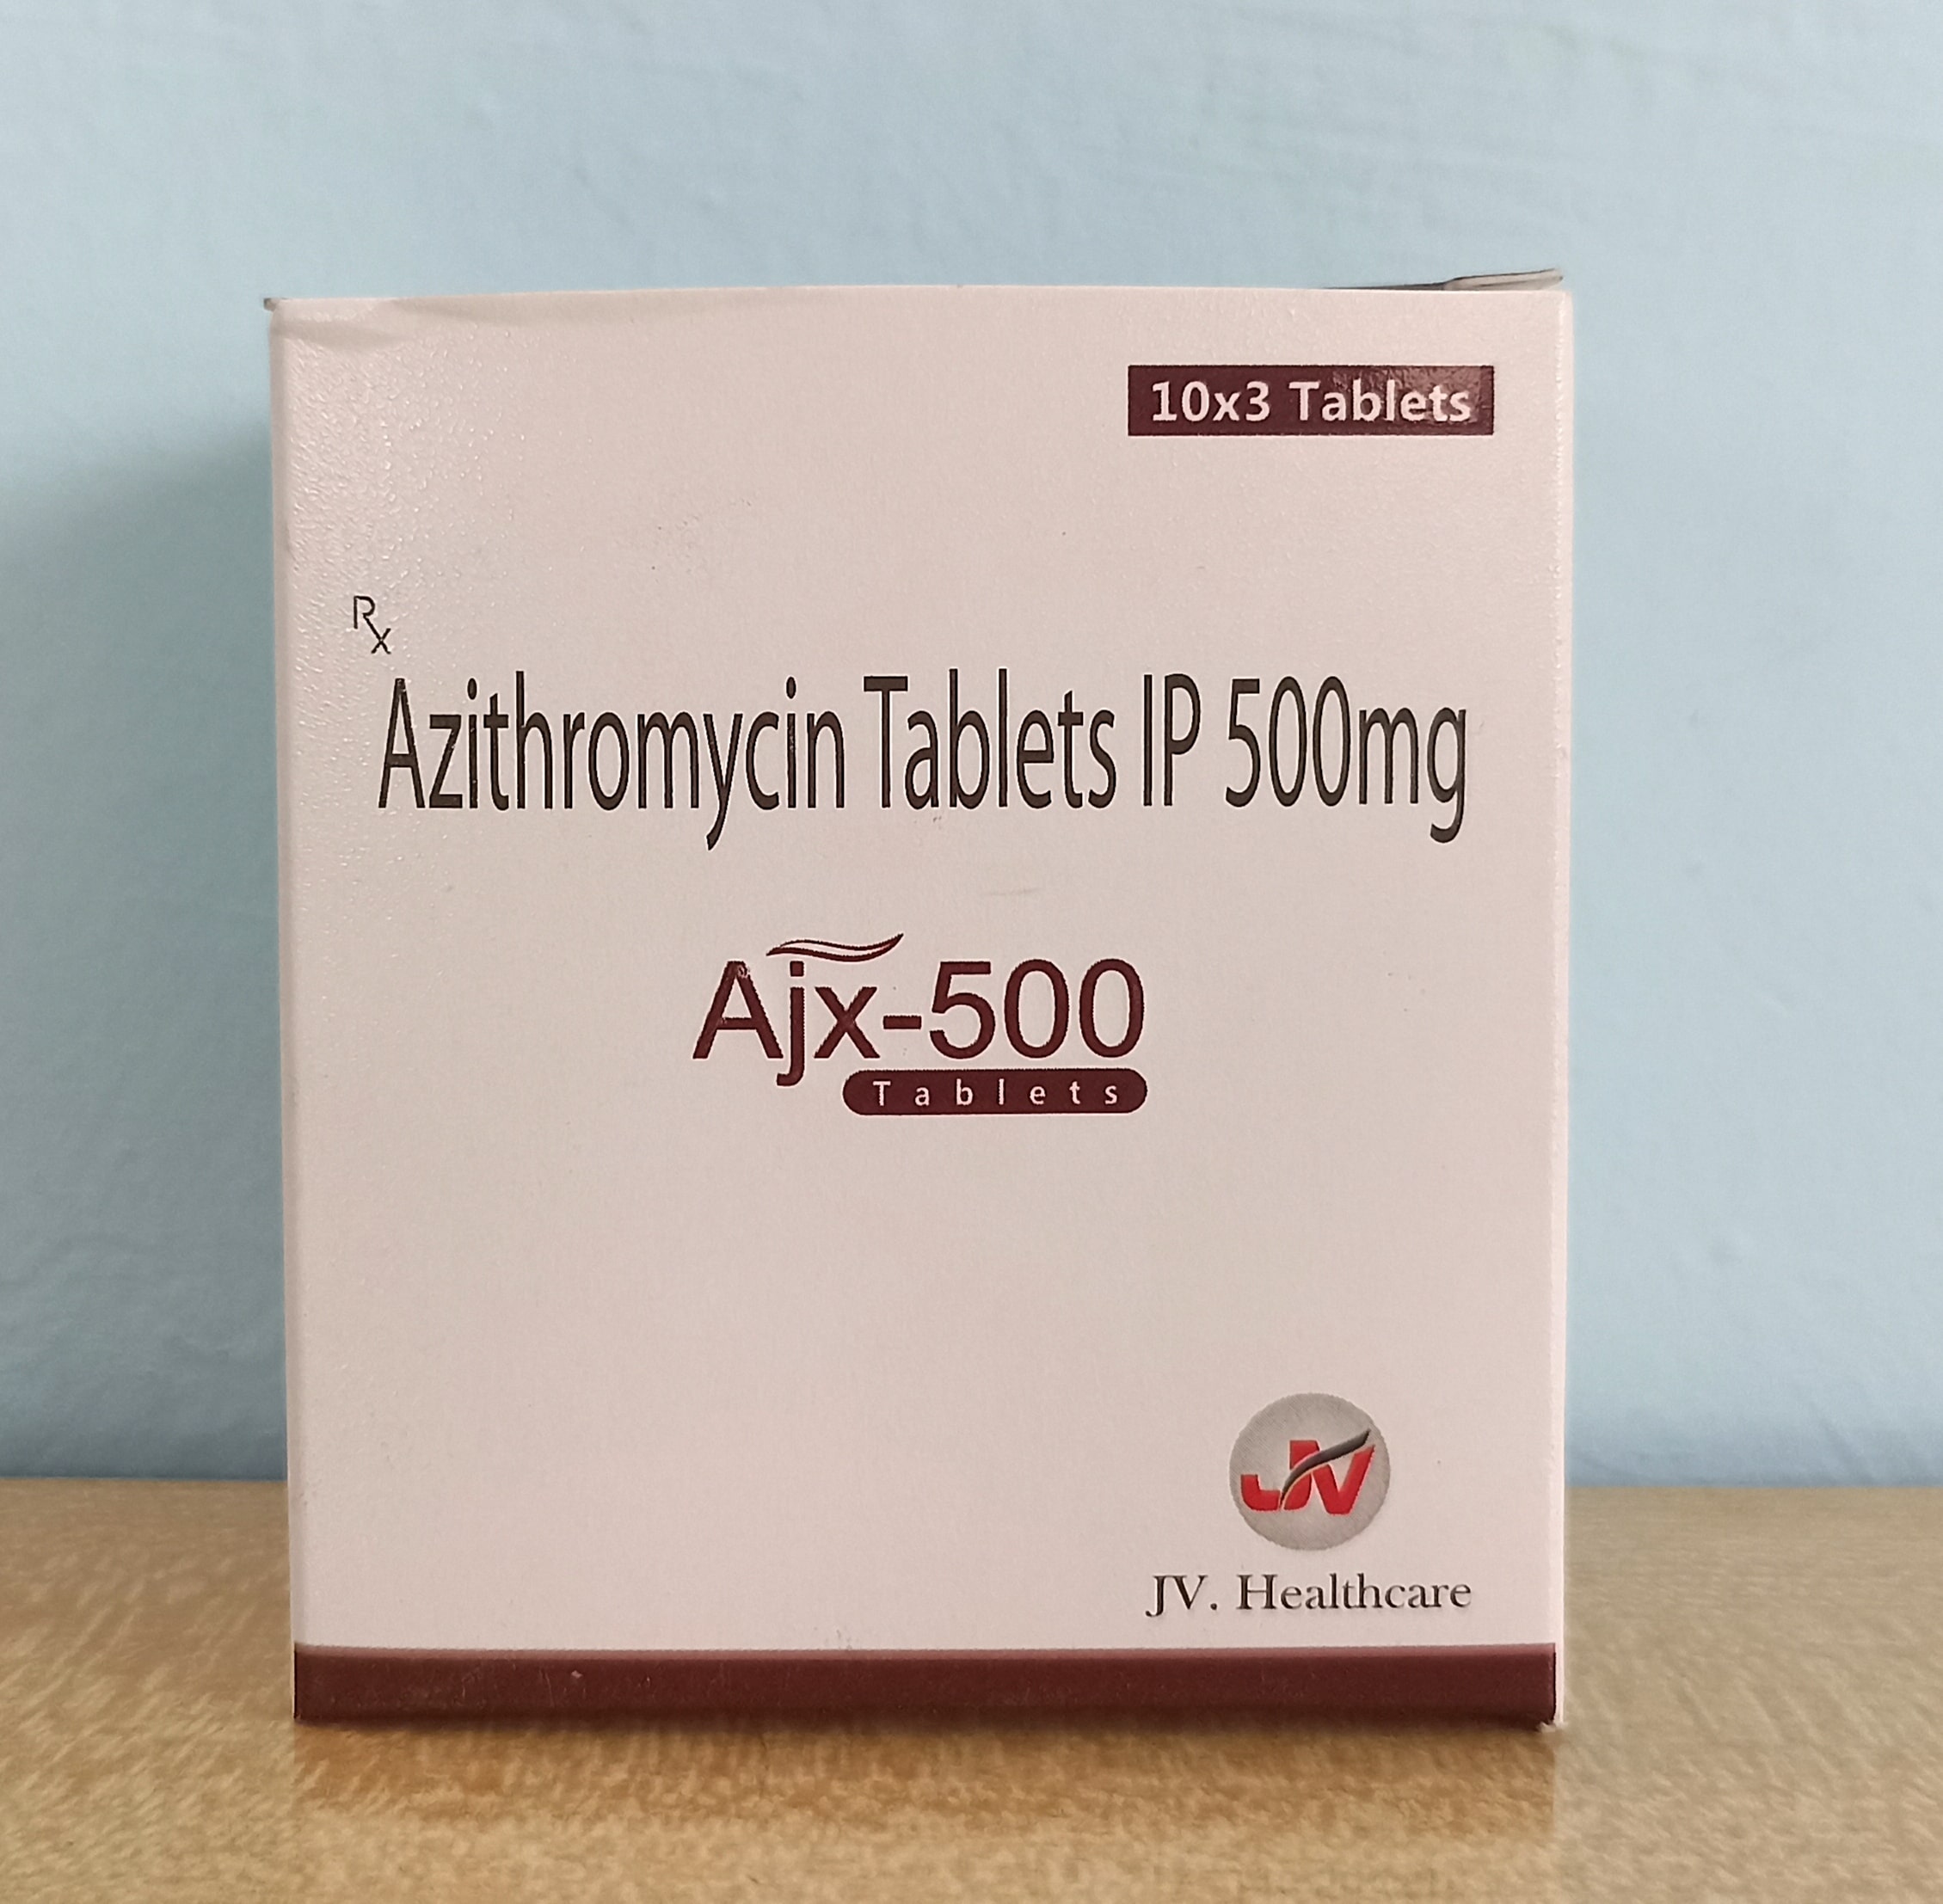 10x3 Tablets
Rx
Azithromycin Tablets IP 500mg
Ajx-500
Tablets
JV
JV. Healthcare